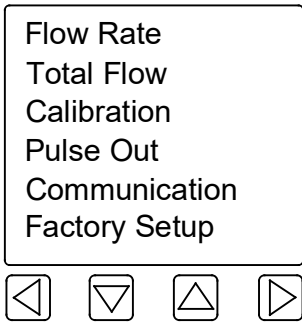 Flow Rate
Total Flow
Calibration
Pulse Out
Communication
Factory Setup